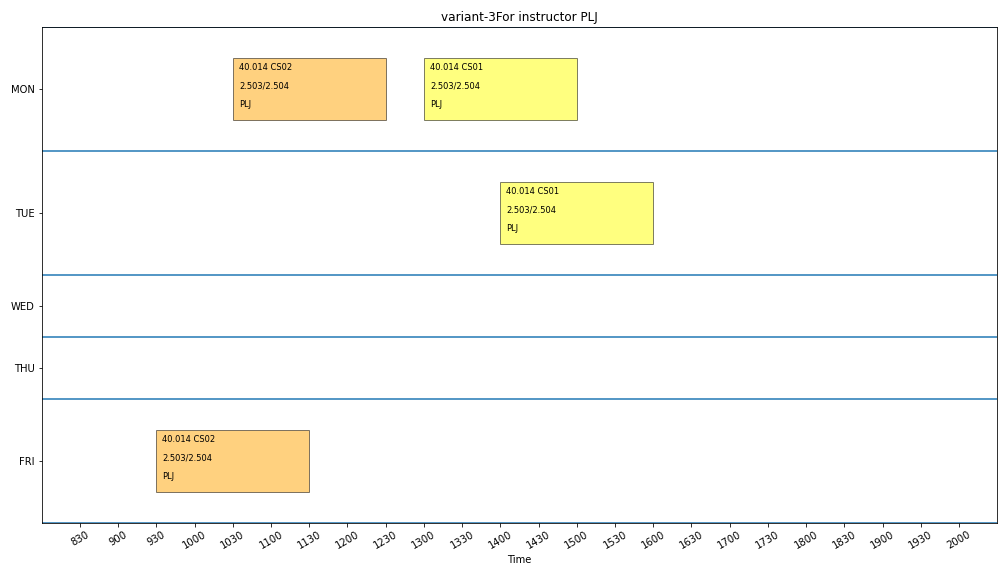 variant-3For instructor PLJ
MON
40.014 CS02
2.503/2.504
PLJ
40.014 CS01
2.503/2.504
PLJ
TUE
40.014 CS01
2.503/2.504
PLJ
WED
THU
FRI
40.014 CS02
2.503/2.504
PLJ
830 900 930 1000 1030 1100 1130 1200 1230 1300 1330 1400 1430 1500 1530 1600 1630 1700 1730 1800 1830 1900 1930 2000
Time